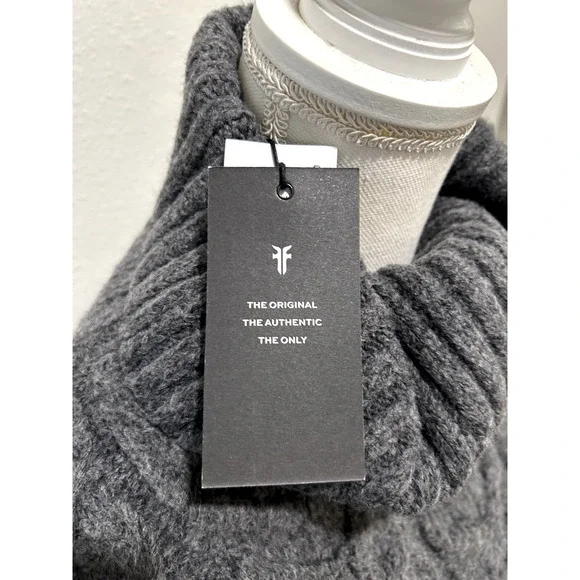 THE ORIGINAL
THE AUTHENTIC
THE ONLY